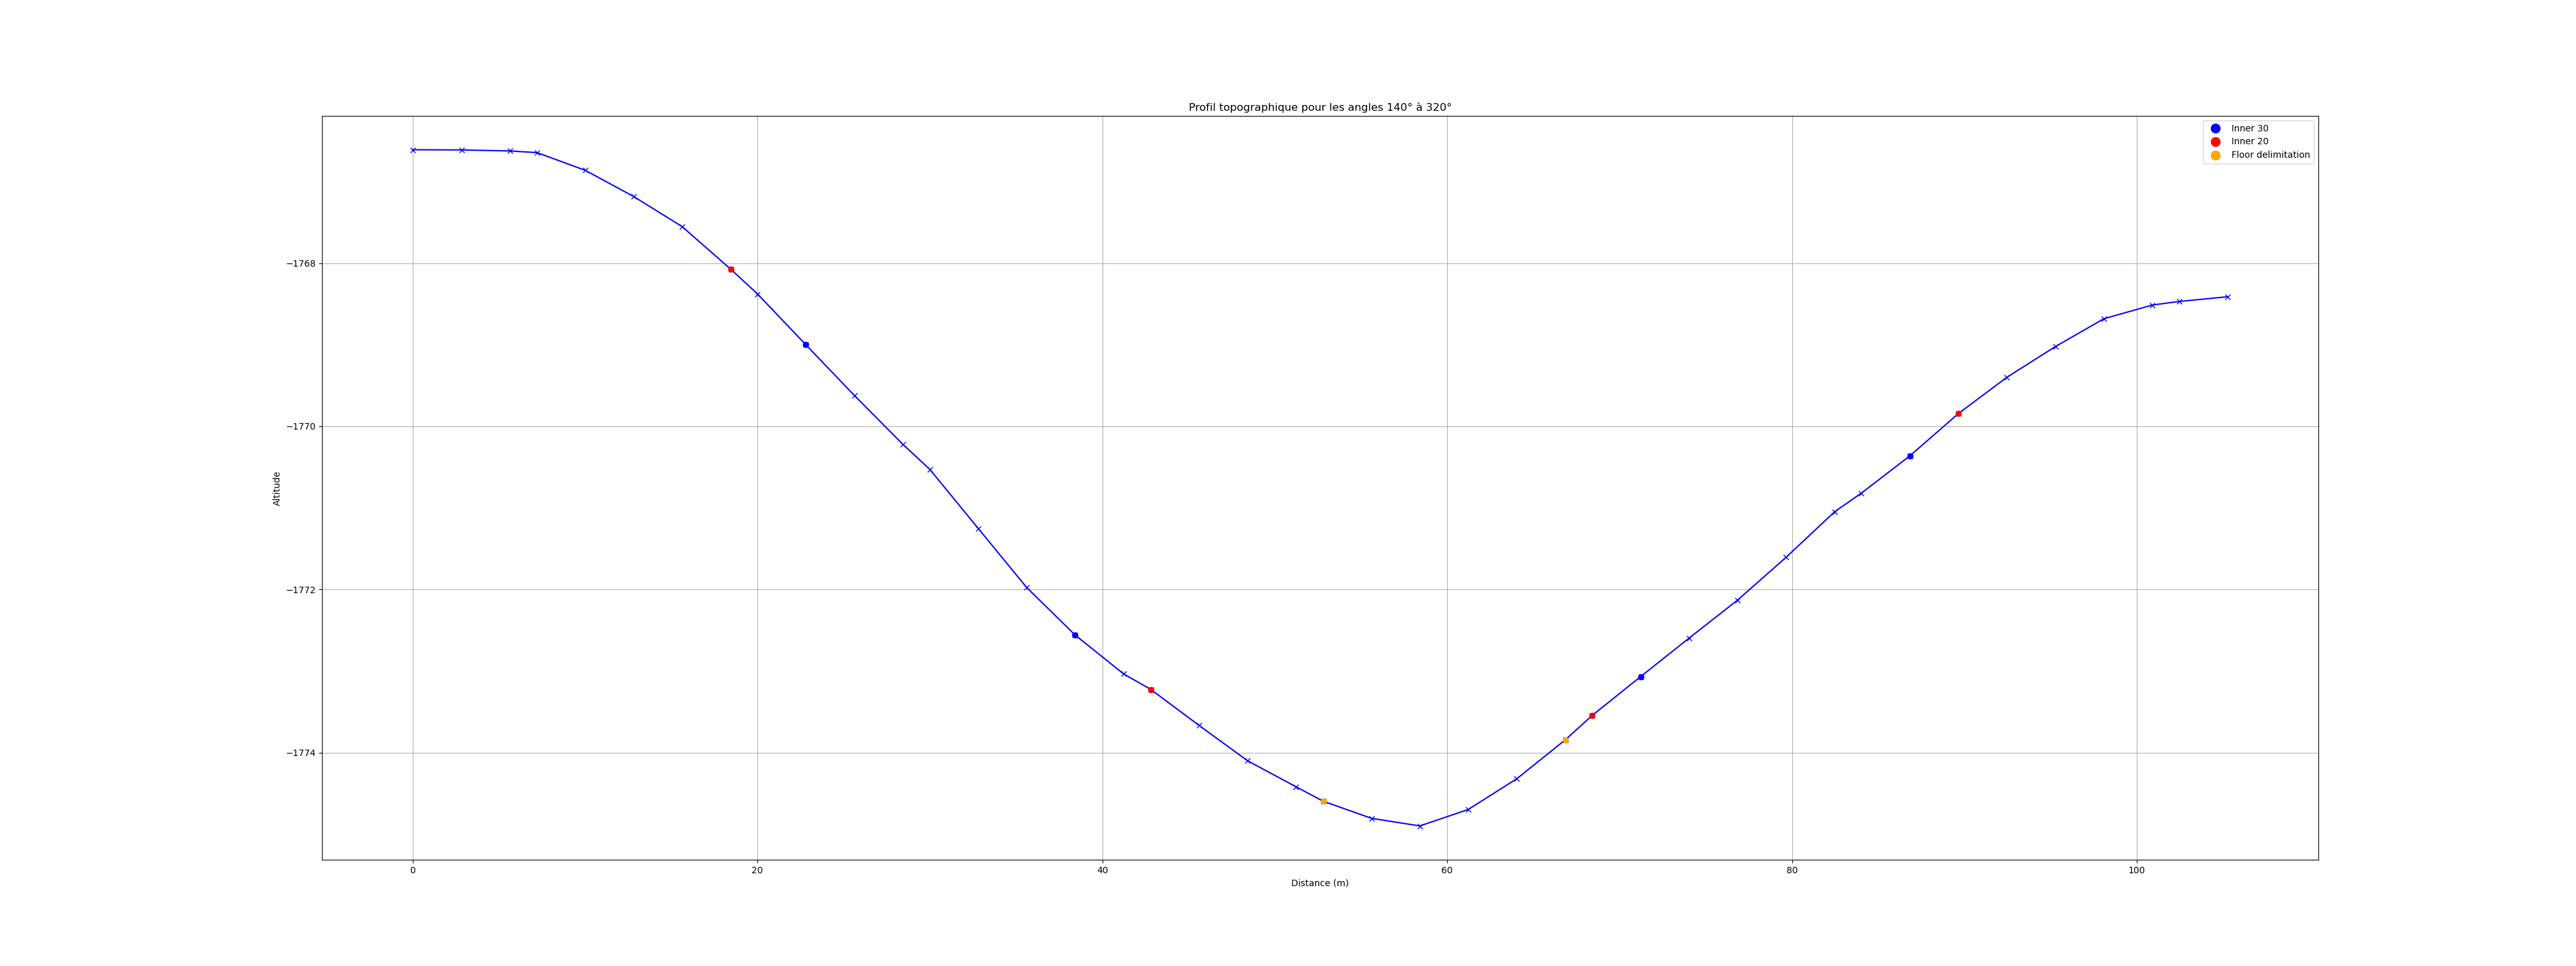 Profil topographique pour les angles 140° à 320°
Inner 30
Inner 20
Floor delimitation
Altitude
−1768
−1770
−1772
−1774
0
20
40
60
80
100
Distance (m)